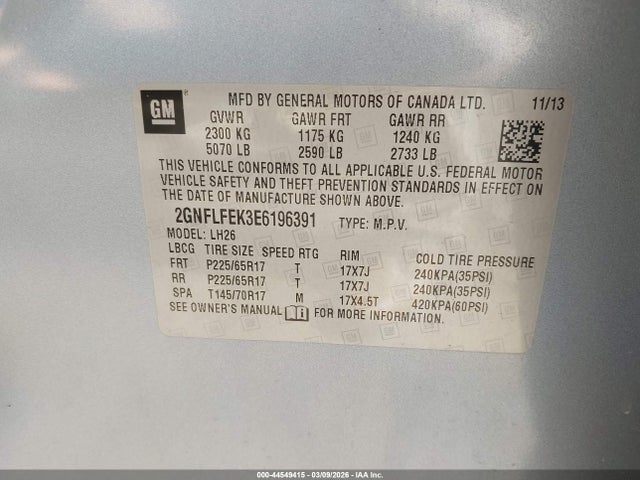 GM
MFD BY GENERAL MOTORS OF CANADA LTD. 11/13
GVWR GAWR FRT GAWR RR
2300 KG 1175 KG 1240 KG
5070 LB 2590 LB 2733 LB
THIS VEHICLE CONFORMS TO ALL APPLICABLE U.S. FEDERAL MOTOR
VEHICLE SAFETY AND THEFT PREVENTION STANDARDS IN EFFECT ON
THE DATE OF MANUFACTURE SHOWN ABOVE.
2GNFLFEK3E6196391 TYPE: M.P.V.
MODEL: LH26
LBCG TIRE SIZE SPEED RTG RIM COLD TIRE PRESSURE
FRT P225/65R17 T 17X7J 240KPA(35PSI)
RR P225/65R17 T 17X7J 240KPA(35PSI)
SPA T145/70R17 M 17X4.5T 420KPA(60PSI)
SEE OWNER'S MANUAL FOR MORE INFORMATION.
000-44549415 - 03/09/2026 - IAA Inc.